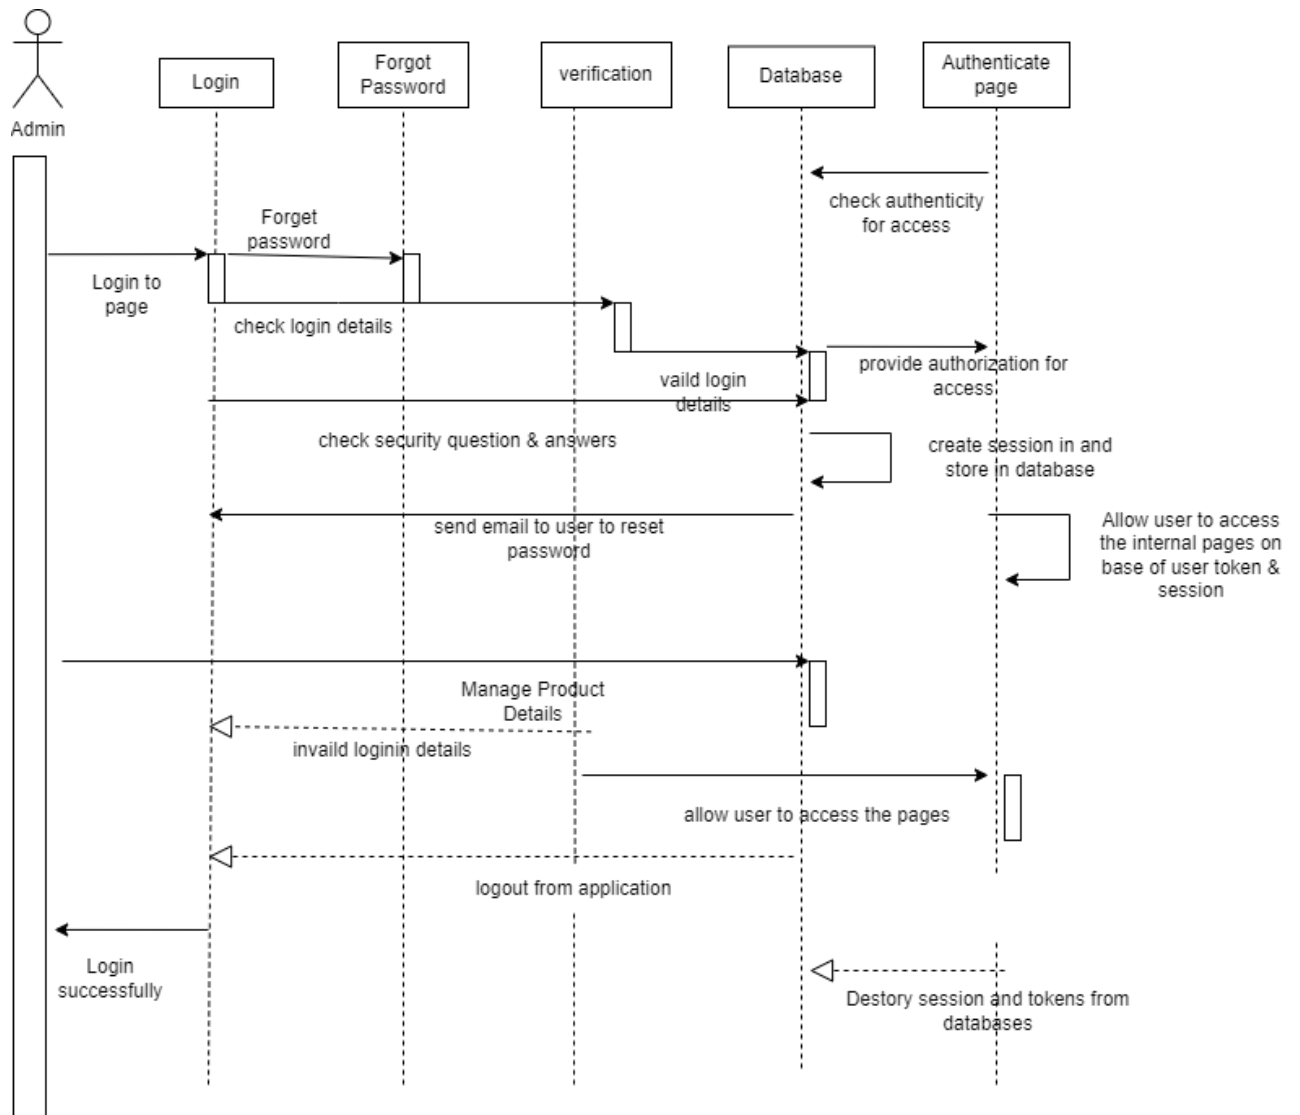 Admin
Login
Forgot
Password
verification
Database
Authenticate
page
check authenticity
for access
Forget
password
Login to
page
check login details
vaild login
details
provide authorization for
access
check security question & answers
create session in and
store in database
send email to user to reset
password
Allow user to access
the internal pages on
base of user token &
session
Manage Product
Details
invaild loginin details
allow user to access the pages
logout from application
Login
successfully
Destory session and tokens from
databases